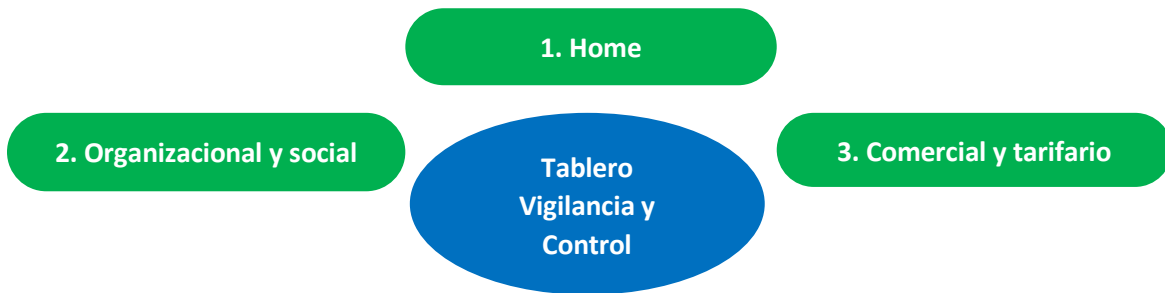 1. Home
2. Organizacional y social
3. Comercial y tarifario
Tablero
Vigilancia y
Control